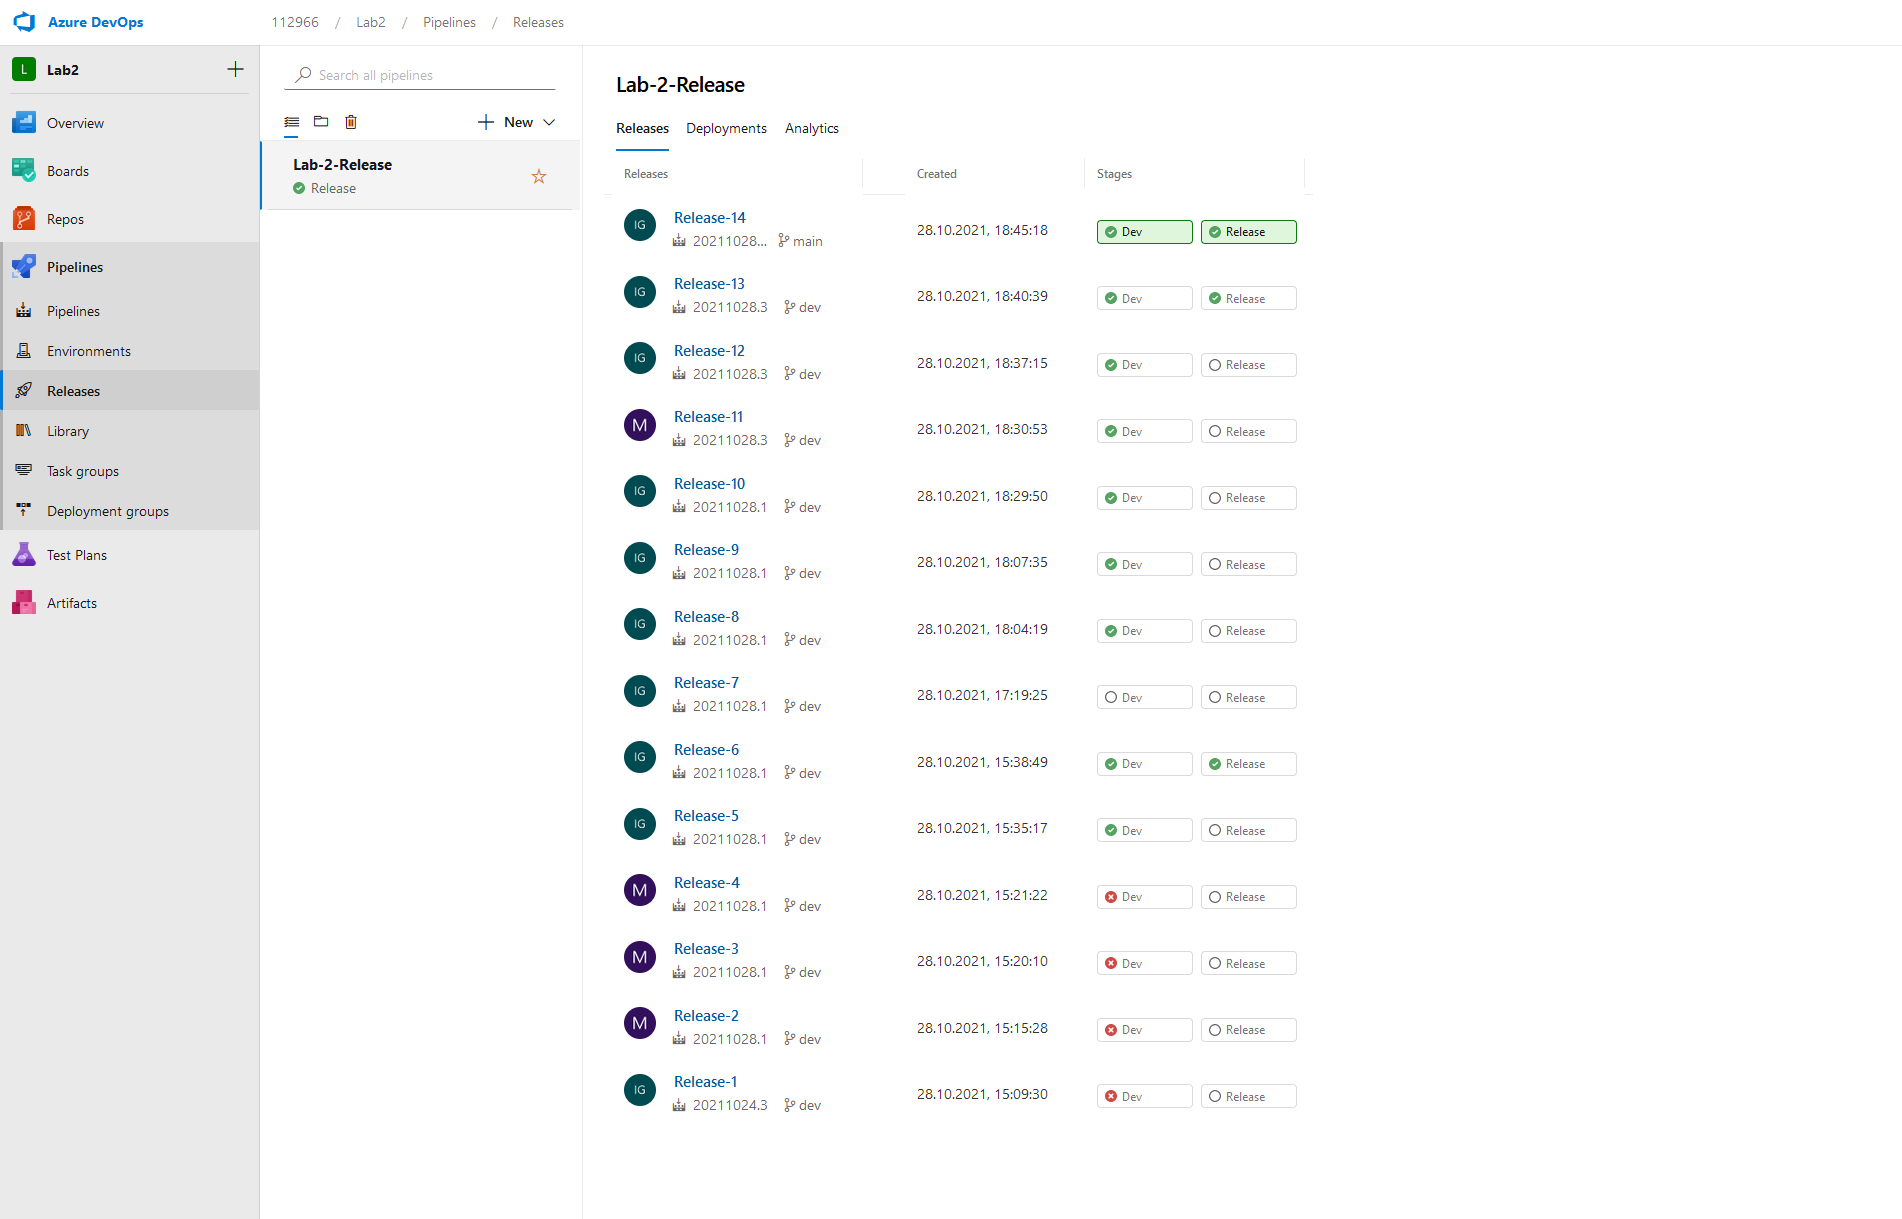 Azure DevOps
112966 / Lab2 / Pipelines / Releases
L Lab2
Overview
Boards
Repos
Pipelines
Pipelines
Environments
Releases
Library
Task groups
Deployment groups
Test Plans
Artifacts
Search all pipelines
New
Lab-2-Release
Release
Lab-2-Release
Releases Deployments Analytics
Releases Created Stages
IG Release-14 28.10.2021, 18:45:18 Dev Release
20211028... main
IG Release-13 28.10.2021, 18:40:39 Dev Release
20211028.3 dev
IG Release-12 28.10.2021, 18:37:15 Dev Release
20211028.3 dev
M Release-11 28.10.2021, 18:30:53 Dev Release
20211028.3 dev
IG Release-10 28.10.2021, 18:29:50 Dev Release
20211028.1 dev
IG Release-9 28.10.2021, 18:07:35 Dev Release
20211028.1 dev
IG Release-8 28.10.2021, 18:04:19 Dev Release
20211028.1 dev
IG Release-7 28.10.2021, 17:19:25 Dev Release
20211028.1 dev
IG Release-6 28.10.2021, 15:38:49 Dev Release
20211028.1 dev
IG Release-5 28.10.2021, 15:35:17 Dev Release
20211028.1 dev
M Release-4 28.10.2021, 15:21:22 Dev Release
20211028.1 dev
M Release-3 28.10.2021, 15:20:10 Dev Release
20211028.1 dev
M Release-2 28.10.2021, 15:15:28 Dev Release
20211028.1 dev
IG Release-1 28.10.2021, 15:09:30 Dev Release
20211024.3 dev